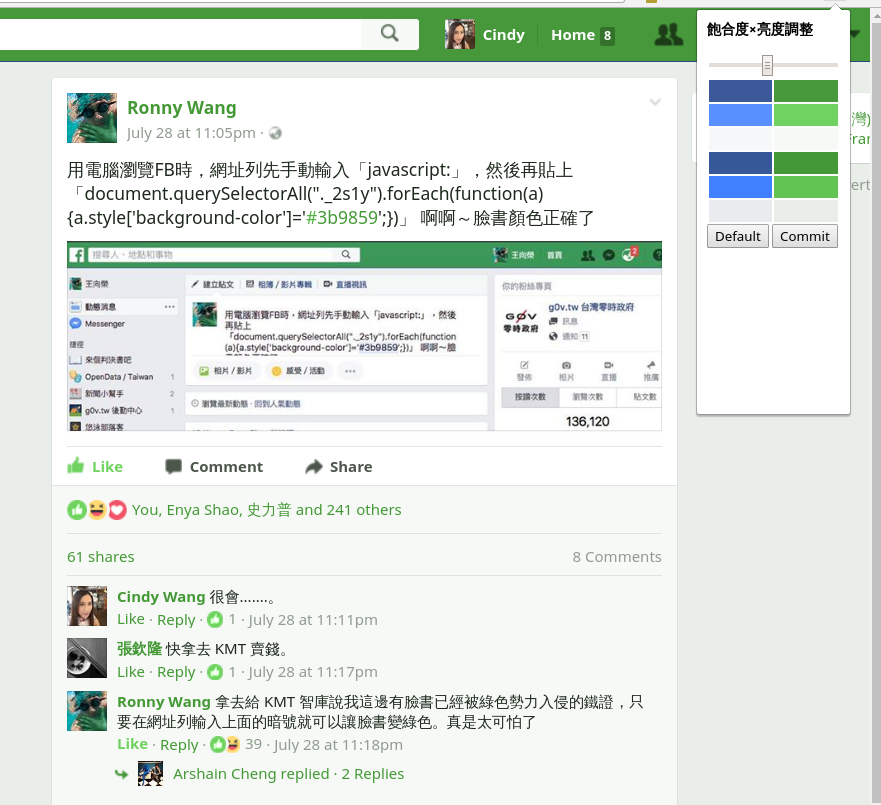 Cindy
Home 8
飽合度×亮度調整
Default
Commit
Ronny Wang
July 28 at 11:05pm ·
用電腦瀏覽FB時，網址列先手動輸入「javascript:」，然後再貼上
「document.querySelectorAll("._2s1y").forEach(function(a)
{a.style['background-color']='#3b9859';})」 啊啊～臉書顏色正確了
搜尋人、地點和事物
王向榮 首頁
2
王向榮
動態消息
Messenger
捷徑
來個判決書吧
OpenData / Taiwan 1
新聞小幫手 2
g0v.tw 後勤中心 1
悠泳部落客
建立貼文 相簿 / 影片專輯 直播視訊
用電腦瀏覽FB時，網址列先手動輸入「javascript:」，然後
再貼上
「document.querySelectorAll("._2s1y").forEach(function
(a){a.style['background-color']='#3b9859';})」 啊啊～臉
相片 / 影片 感受 / 活動
瀏覽最新動態 · 回到人氣動態
你的粉絲專頁
G0V
零時政府
g0v.tw 台灣零時政府
訊息
通知 11
發佈 相片 直播 推廣
按讚次數 瀏覽次數 貼文數
136,120
Like Comment Share
You, Enya Shao, 史力普 and 241 others
61 shares 8 Comments
Cindy Wang 很會.......。
Like · Reply · 1 · July 28 at 11:11pm
張欽隆 快拿去 KMT 賣錢。
Like · Reply · 1 · July 28 at 11:17pm
Ronny Wang 拿去給 KMT 智庫說我這邊有臉書已經被綠色勢力入侵的鐵證，只
要在網址列輸入上面的暗號就可以讓臉書變綠色。真是太可怕了
Like · Reply · 39 · July 28 at 11:18pm
Arshain Cheng replied · 2 Replies
灣)
Fran
ert